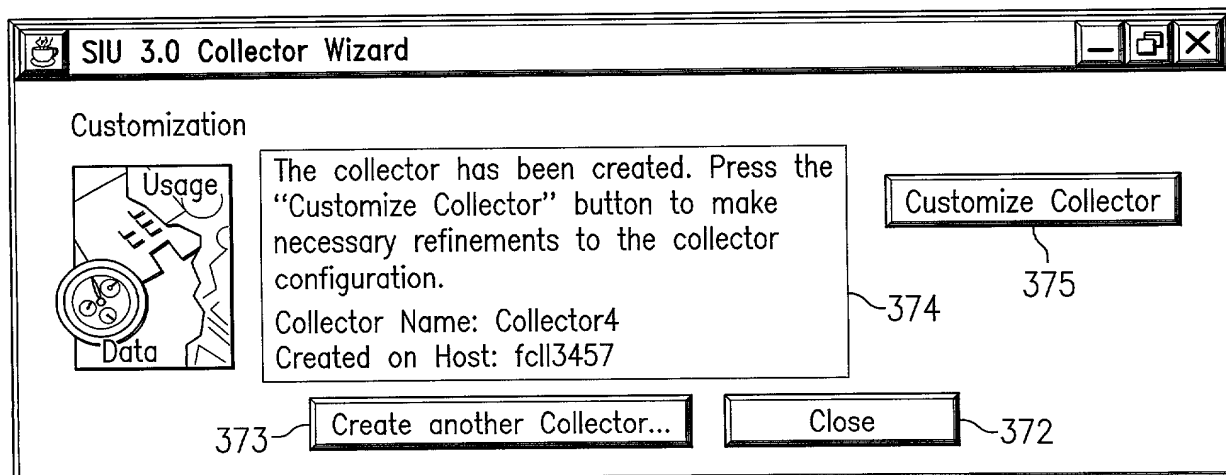 SIU 3.0 Collector Wizard
Customization
Usage
Data
The collector has been created. Press the
“Customize Collector” button to make
necessary refinements to the collector
configuration.
Collector Name: Collector4
Created on Host: fcll3457
374
Customize Collector
375
373
Create another Collector...
Close
372